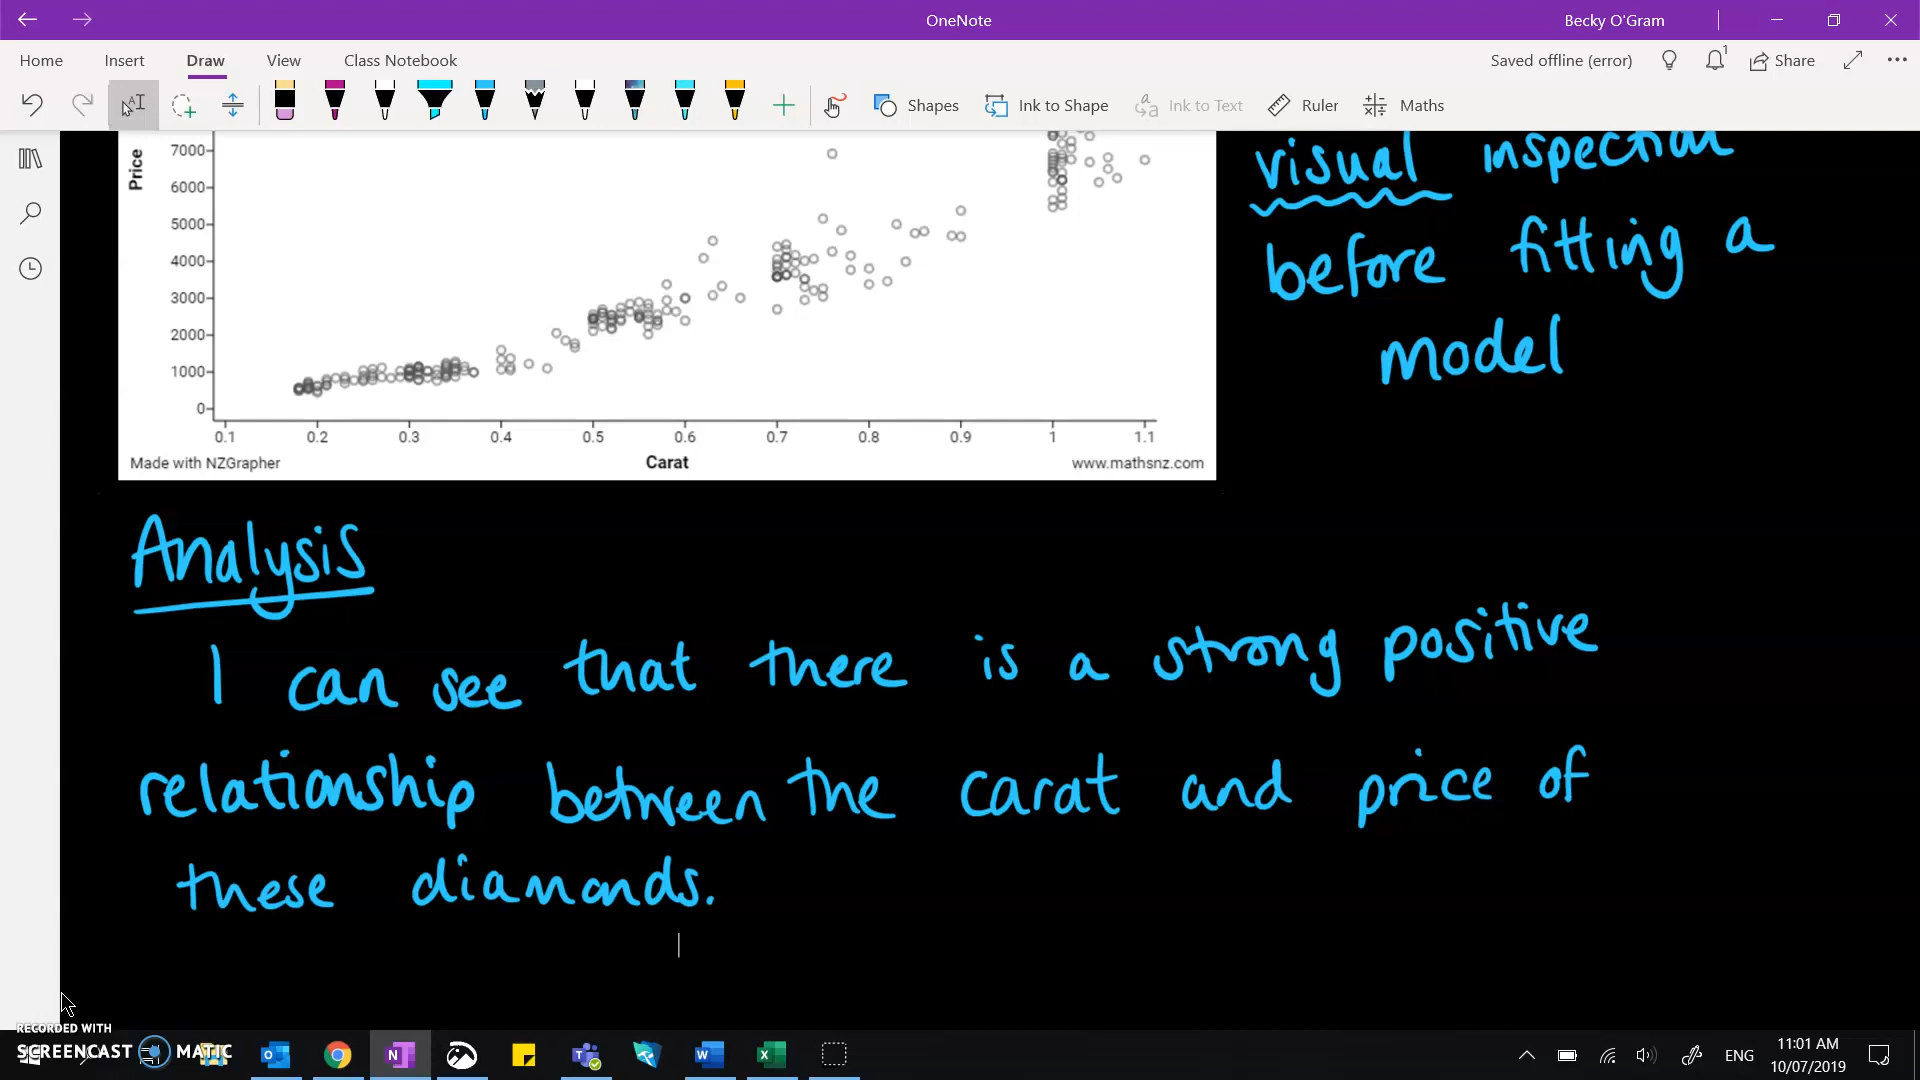 OneNote
Becky O'Gram
Home Insert Draw View Class Notebook
Saved offline (error)
1
Share
Shapes
Ink to Shape
Ink to Text
Ruler
Maths
Price
7000
6000
5000
4000
3000
2000
1000
0
0.1 0.2 0.3 0.4 0.5 0.6 0.7 0.8 0.9 1 1.1
Made with NZGrapher
Carat
www.mathsnz.com
visual inspection
before fitting a
model
Analysis
I can see that there is a strong positive
relationship between the carat and price of
these diamonds.
RECORDED WITH
SCREENCAST MATIC
ENG
11:01 AM
10/07/2019